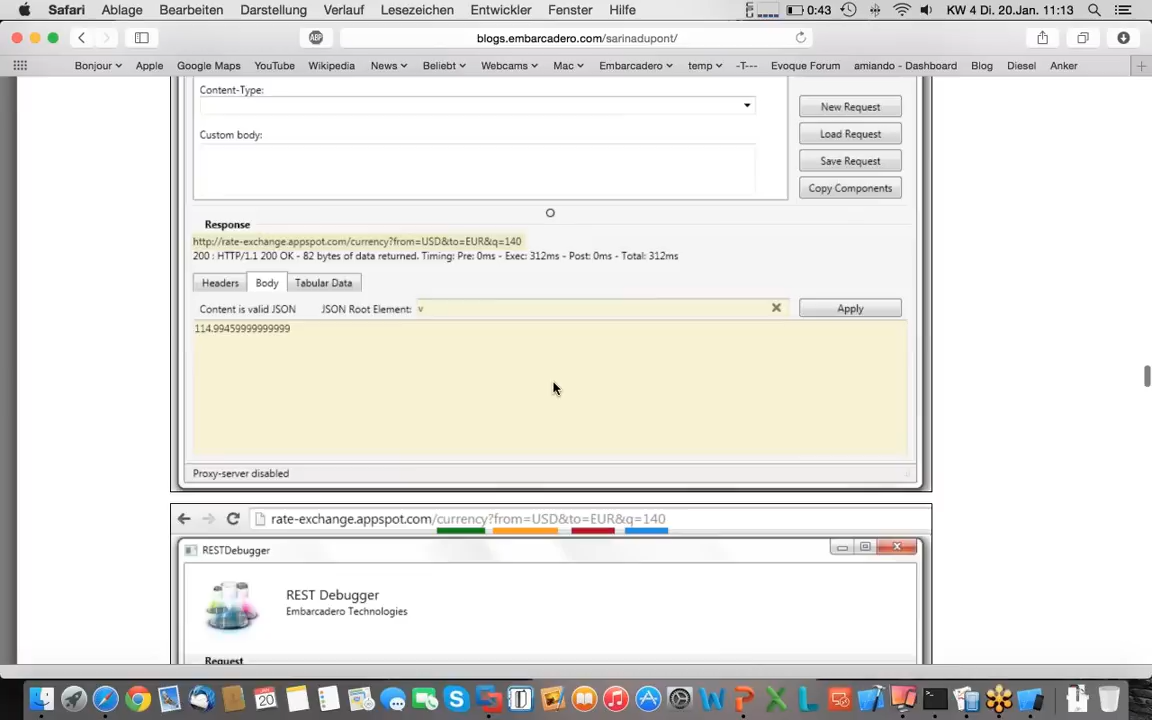 Safari Ablage Bearbeiten Darstellung Verlauf Lesezeichen Entwickler Fenster Hilfe 0:43 KW 4 Di. 20.Jan. 11:13
ABP blogs.embarcadero.com/sarinadupont/
Bonjour Apple Google Maps YouTube Wikipedia News Beliebt Webcams Mac Embarcadero temp -T--- Evoque Forum amiando - Dashboard Blog Diesel Anker
Content-Type:
New Request
Custom body:
Load Request
Save Request
Copy Components
Response
http://rate-exchange.appspot.com/currency?from=USD&to=EUR&q=140
200 : HTTP/1.1 200 OK - 82 bytes of data returned. Timing: Pre: 0ms - Exec: 312ms - Post: 0ms - Total: 312ms
Headers Body Tabular Data
Content is valid JSON JSON Root Element: v Apply
114.99459999999999
Proxy-server disabled
rate-exchange.appspot.com/currency?from=USD&to=EUR&q=140
RESTDebugger
REST Debugger
Embarcadero Technologies
Request
20